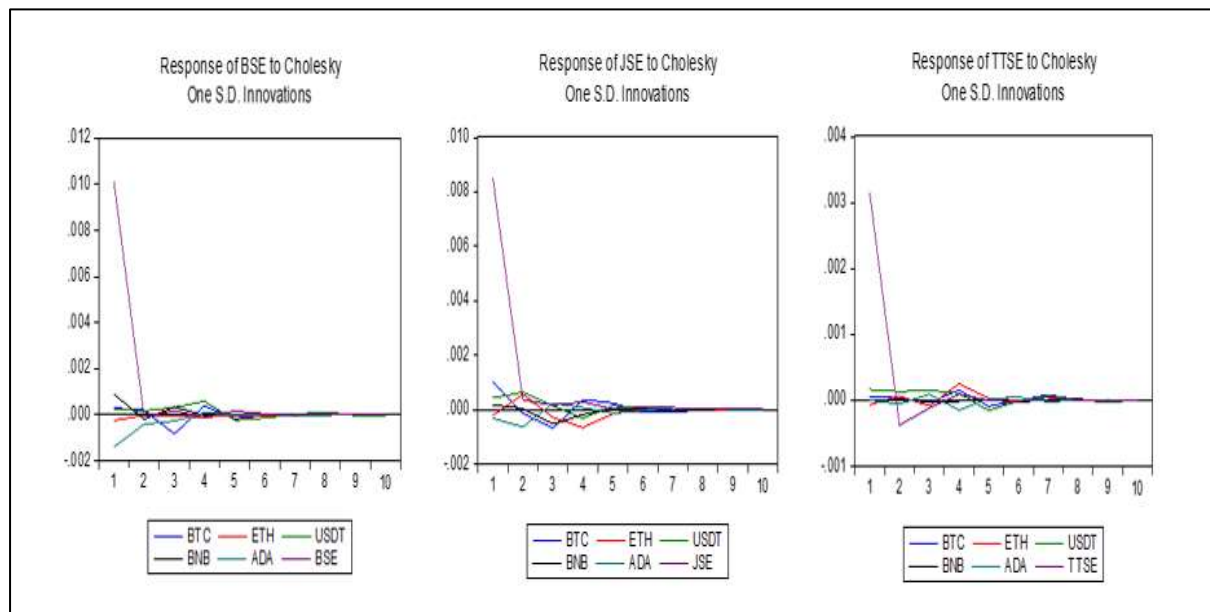 Response of BSE to Cholesky
One S.D. Innovations
.012
.010
.008
.006
.004
.002
.000
-.002
1 2 3 4 5 6 7 8 9 10
BTC ETH USDT
BNB ADA BSE
Response of JSE to Cholesky
One S.D. Innovations
.010
.008
.006
.004
.002
.000
-.002
1 2 3 4 5 6 7 8 9 10
BTC ETH USDT
BNB ADA JSE
Response of TTSE to Cholesky
One S.D. Innovations
.004
.003
.002
.001
.000
-.001
1 2 3 4 5 6 7 8 9 10
BTC ETH USDT
BNB ADA TTSE